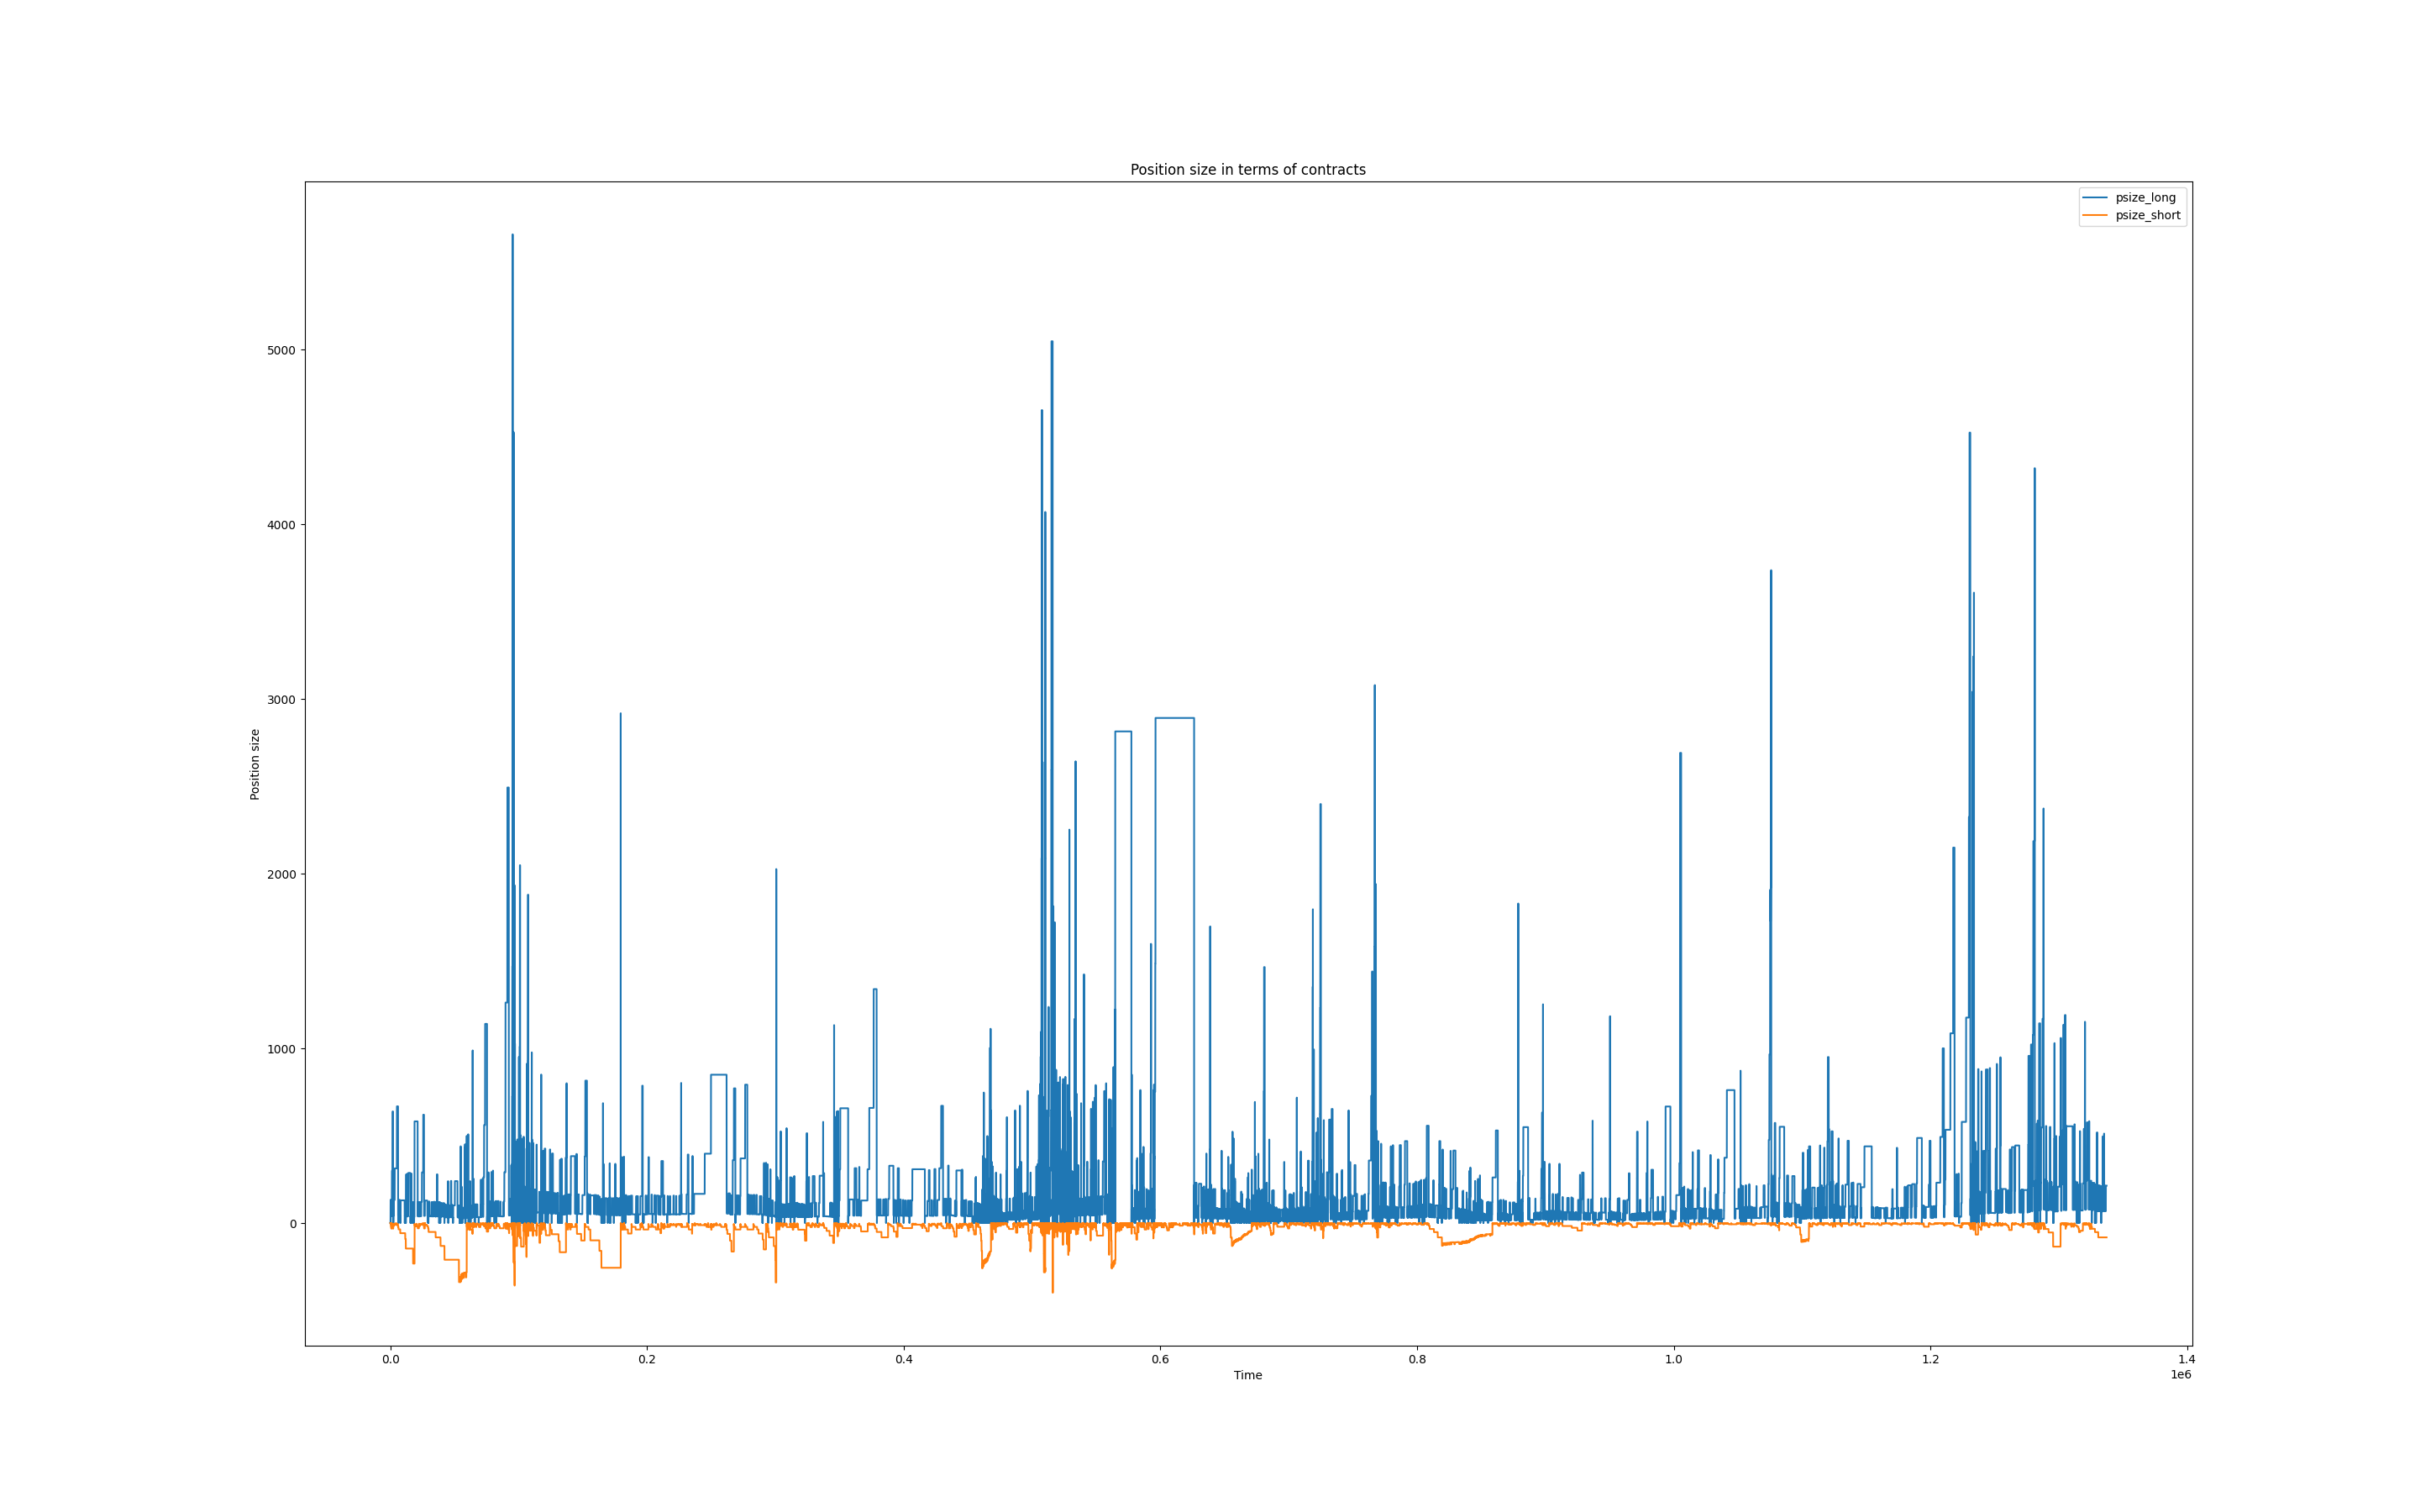 Position size in terms of contracts
psize_long
psize_short
Position size
5000
4000
3000
2000
1000
0
0.0
0.2
0.4
0.6
0.8
1.0
1.2
1.4
Time
1e6